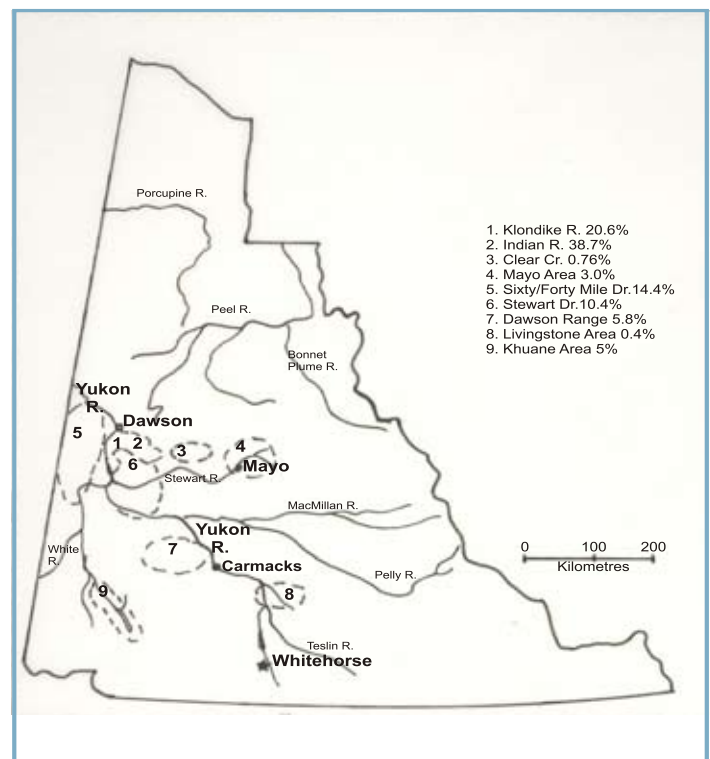 Porcupine R.
1. Klondike R. 20.6%
2. Indian R. 38.7%
3. Clear Cr. 0.76%
4. Mayo Area 3.0%
5. Sixty/Forty Mile Dr.14.4%
6. Stewart Dr.10.4%
7. Dawson Range 5.8%
8. Livingstone Area 0.4%
9. Khuane Area 5%
Peel R.
Bonnet
Plume R.
Yukon
R.
Dawson
5
1
2
3
4
6
Mayo
Stewart R.
MacMillan R.
Yukon
R.
White
R.
7
Carmacks
0 100 200
Kilometres
Pelly R.
9
8
Teslin R.
Whitehorse